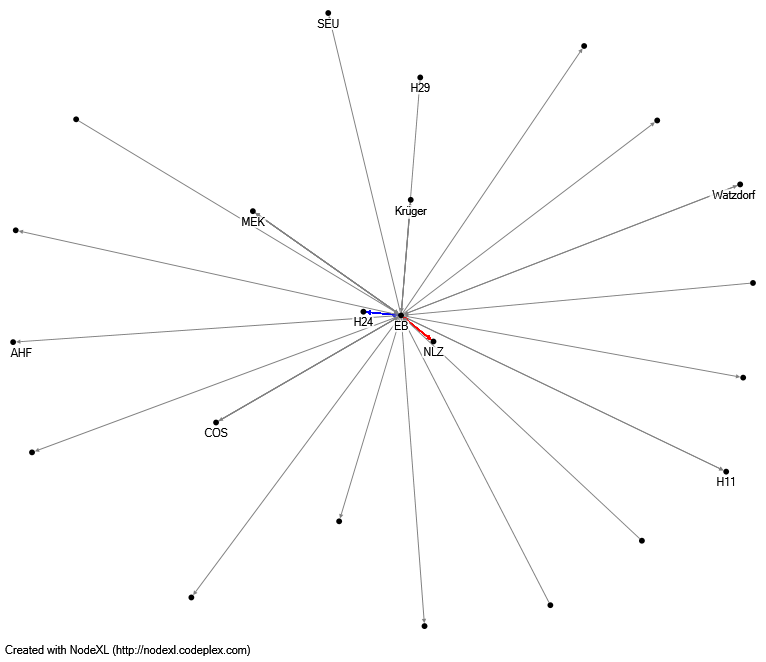 SEU
H29
Krüger
Watzdorf
MEK
H24
EB
NLZ
AHF
COS
H11
Created with NodeXL (http://nodexl.codeplex.com)